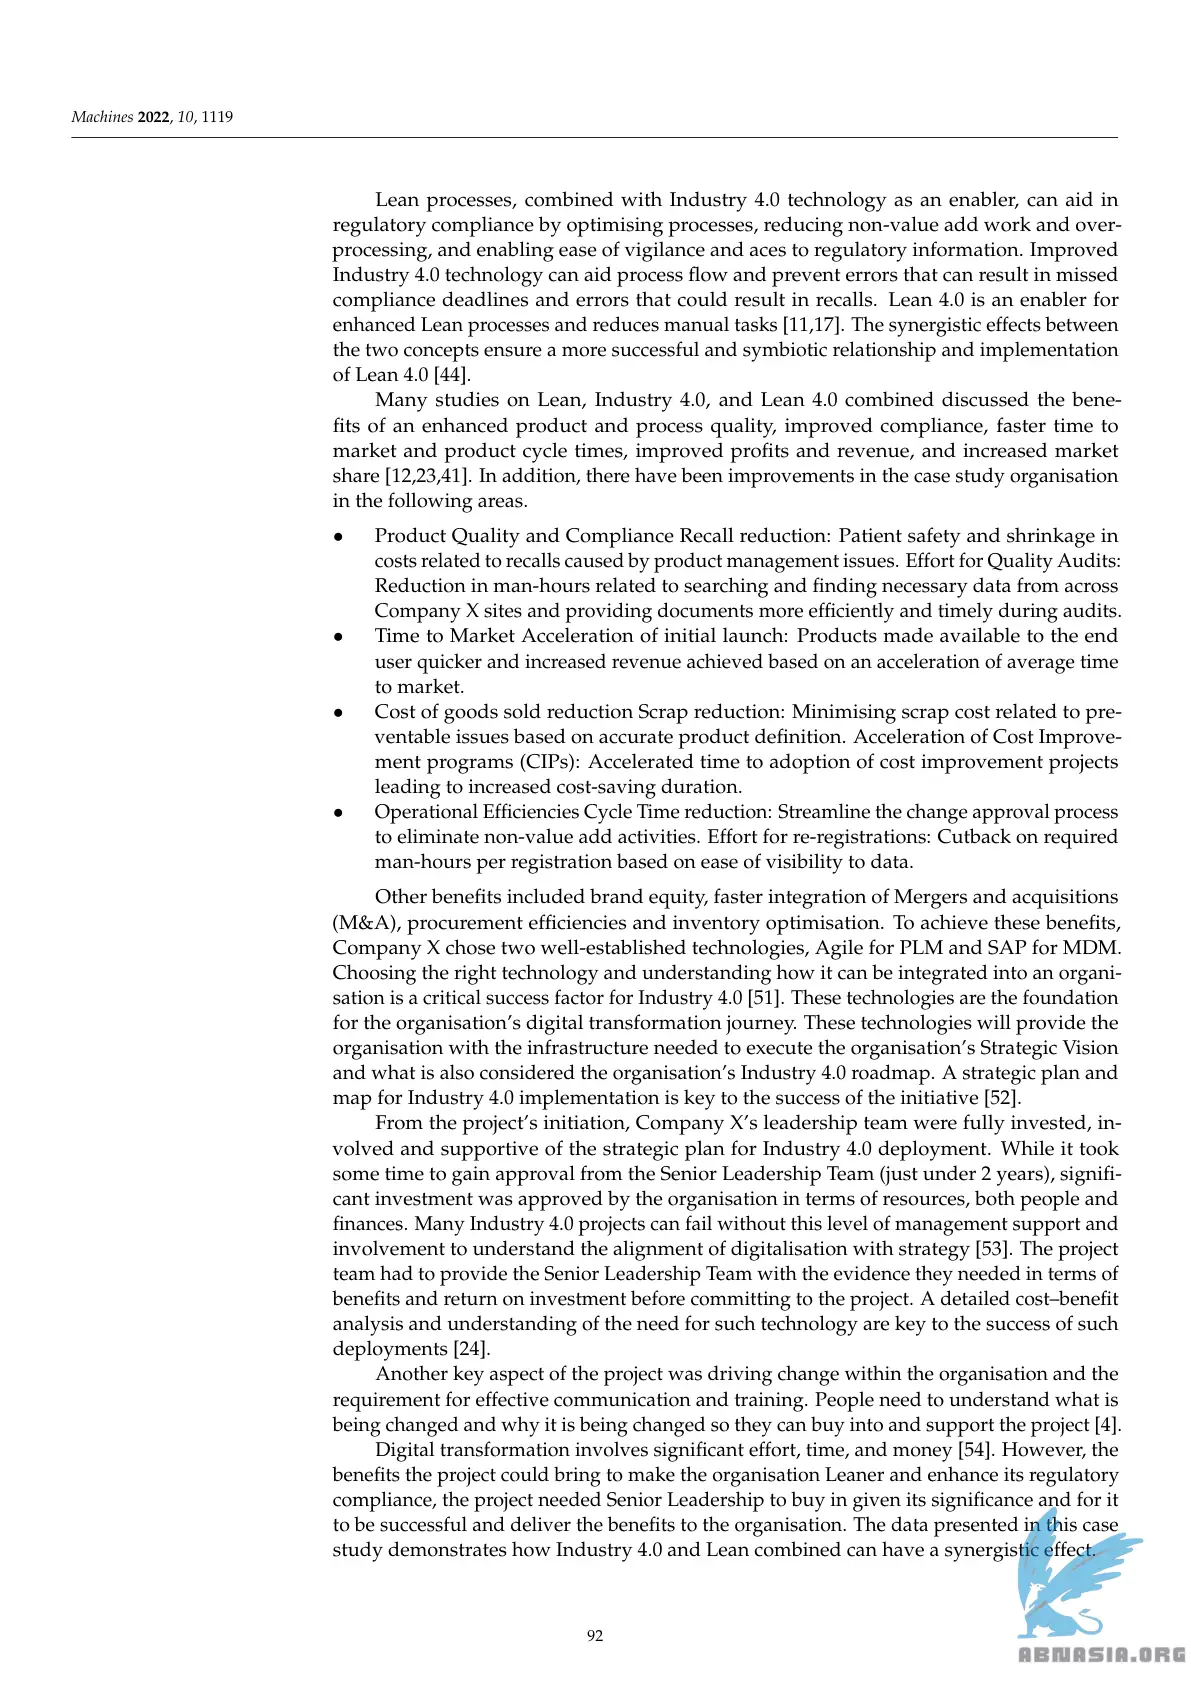 Machines 2022, 10, 1119
Lean processes, combined with Industry 4.0 technology as an enabler, can aid in
regulatory compliance by optimising processes, reducing non-value add work and over-
processing, and enabling ease of vigilance and aces to regulatory information. Improved
Industry 4.0 technology can aid process flow and prevent errors that can result in missed
compliance deadlines and errors that could result in recalls. Lean 4.0 is an enabler for
enhanced Lean processes and reduces manual tasks [11,17]. The synergistic effects between
the two concepts ensure a more successful and symbiotic relationship and implementation
of Lean 4.0 [44].
Many studies on Lean, Industry 4.0, and Lean 4.0 combined discussed the bene-
fits of an enhanced product and process quality, improved compliance, faster time to
market and product cycle times, improved profits and revenue, and increased market
share [12,23,41]. In addition, there have been improvements in the case study organisation
in the following areas.
● Product Quality and Compliance Recall reduction: Patient safety and shrinkage in
costs related to recalls caused by product management issues. Effort for Quality Audits:
Reduction in man-hours related to searching and finding necessary data from across
Company X sites and providing documents more efficiently and timely during audits.
● Time to Market Acceleration of initial launch: Products made available to the end
user quicker and increased revenue achieved based on an acceleration of average time
to market.
● Cost of goods sold reduction Scrap reduction: Minimising scrap cost related to pre-
ventable issues based on accurate product definition. Acceleration of Cost Improve-
ment programs (CIPs): Accelerated time to adoption of cost improvement projects
leading to increased cost-saving duration.
● Operational Efficiencies Cycle Time reduction: Streamline the change approval process
to eliminate non-value add activities. Effort for re-registrations: Cutback on required
man-hours per registration based on ease of visibility to data.
Other benefits included brand equity, faster integration of Mergers and acquisitions
(M&A), procurement efficiencies and inventory optimisation. To achieve these benefits,
Company X chose two well-established technologies, Agile for PLM and SAP for MDM.
Choosing the right technology and understanding how it can be integrated into an organi-
sation is a critical success factor for Industry 4.0 [51]. These technologies are the foundation
for the organisation's digital transformation journey. These technologies will provide the
organisation with the infrastructure needed to execute the organisation's Strategic Vision
and what is also considered the organisation's Industry 4.0 roadmap. A strategic plan and
map for Industry 4.0 implementation is key to the success of the initiative [52].
From the project's initiation, Company X's leadership team were fully invested, in-
volved and supportive of the strategic plan for Industry 4.0 deployment. While it took
some time to gain approval from the Senior Leadership Team (just under 2 years), signifi-
cant investment was approved by the organisation in terms of resources, both people and
finances. Many Industry 4.0 projects can fail without this level of management support and
involvement to understand the alignment of digitalisation with strategy [53]. The project
team had to provide the Senior Leadership Team with the evidence they needed in terms of
benefits and return on investment before committing to the project. A detailed cost–benefit
analysis and understanding of the need for such technology are key to the success of such
deployments [24].
Another key aspect of the project was driving change within the organisation and the
requirement for effective communication and training. People need to understand what is
being changed and why it is being changed so they can buy into and support the project [4].
Digital transformation involves significant effort, time, and money [54]. However, the
benefits the project could bring to make the organisation Leaner and enhance its regulatory
compliance, the project needed Senior Leadership to buy in given its significance and for it
to be successful and deliver the benefits to the organisation. The data presented in this case
study demonstrates how Industry 4.0 and Lean combined can have a synergistic effect.
92
ABNASIA.ORG